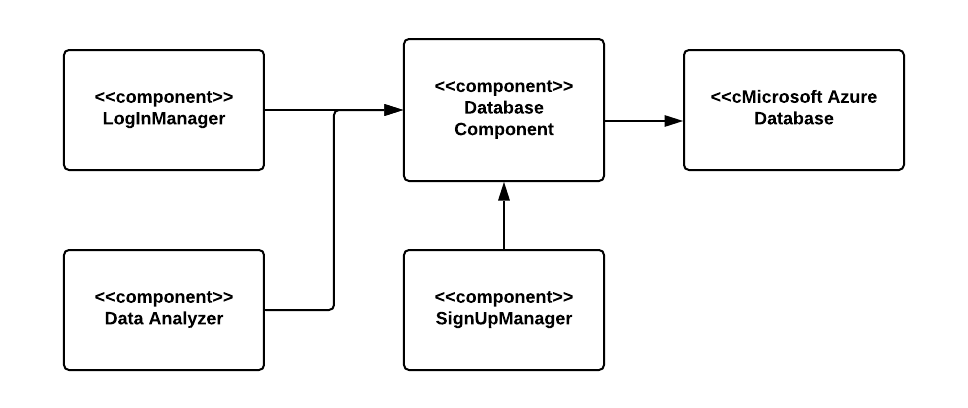 <<component>>
LogInManager
<<component>>
Database
Component
<<cMicrosoft Azure
Database
<<component>>
Data Analyzer
<<component>>
SignUpManager